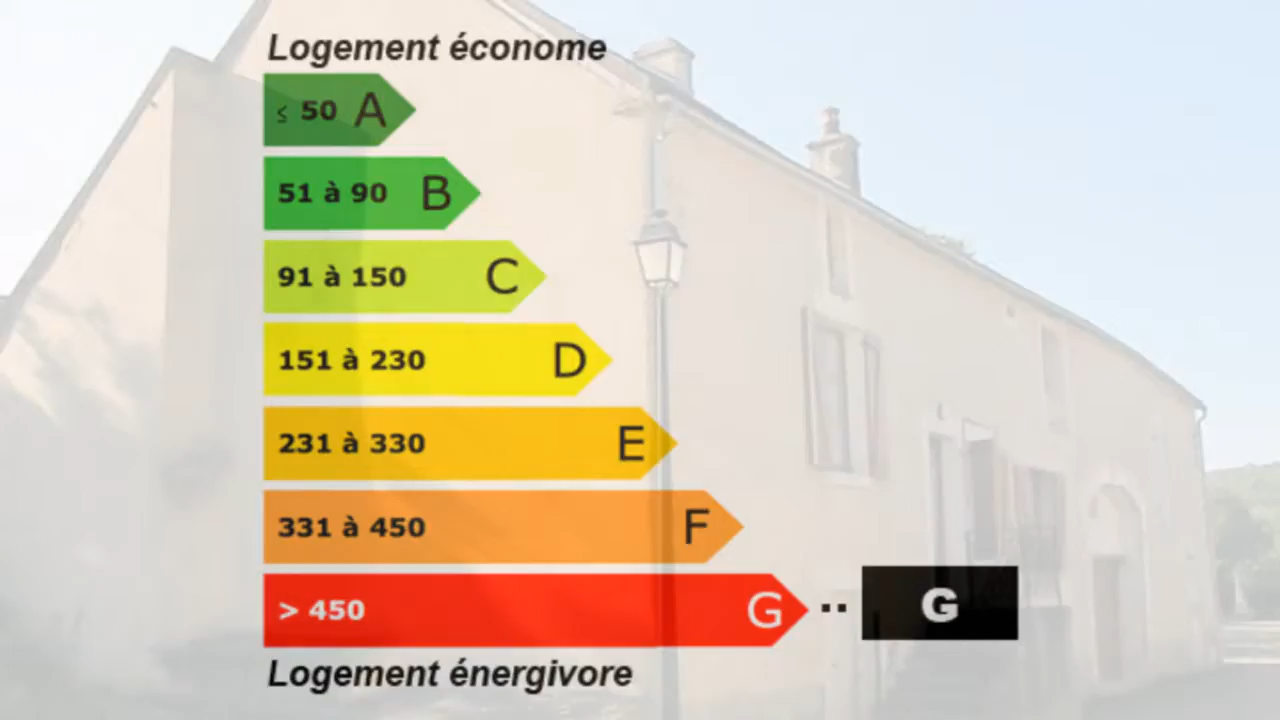 Logement économe
≤ 50 A
51 à 90 B
91 à 150 C
151 à 230 D
231 à 330 E
331 à 450 F
> 450 G
G
Logement énergivore